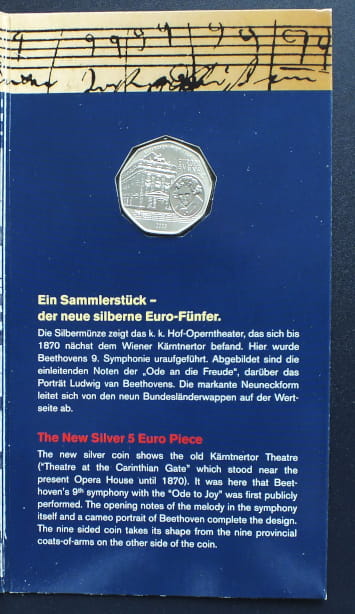 Ein Sammlerstück –
der neue silberne Euro-Fünfer.
Die Silbermünze zeigt das k. k. Hof-Operntheater, das sich bis
1870 nächst dem Wiener Kärntnertor befand. Hier wurde
Beethovens 9. Symphonie uraufgeführt. Abgebildet sind die
einleitenden Noten der „Ode an die Freude", darüber das
Porträt Ludwig van Beethovens. Die markante Neuneckform
leitet sich von den neun Bundesländerwappen auf der Wert-
seite ab.
The New Silver 5 Euro Piece
The new silver coin shows the old Kärntnertor Theatre
("Theatre at the Carinthian Gate" which stood near the
present Opera House until 1870). It was here that Beet-
hoven's 9th symphony with the "Ode to Joy" was first publicly
performed. The opening notes of the melody in the symphony
itself and a cameo portrait of Beethoven complete the design.
The nine sided coin takes its shape from the nine provincial
coats-of-arms on the other side of the coin.